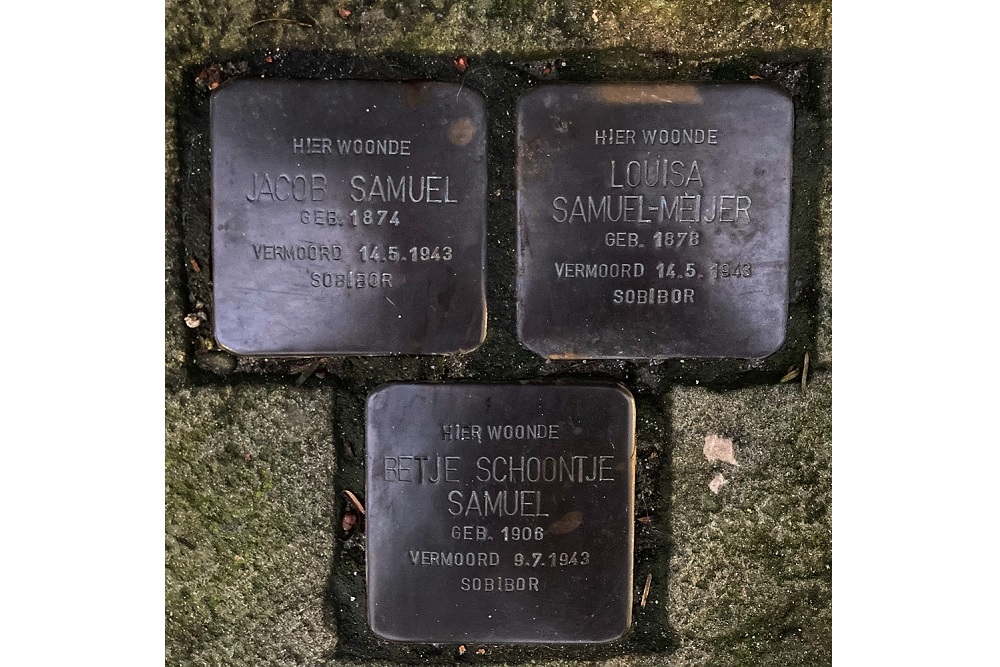 HIER WOONDE
JACOB SAMUEL
GEB. 1874
VERMOORD 14.5.1943
SOBIBOR
HIER WOONDE
LOUISA
SAMUEL-MEIJER
GEB. 1878
VERMOORD 14.5.1943
SOBIBOR
HIER WOONDE
BETJE SCHOONTJE
SAMUEL
GEB. 1906
VERMOORD 9.7.1943
SOBIBOR